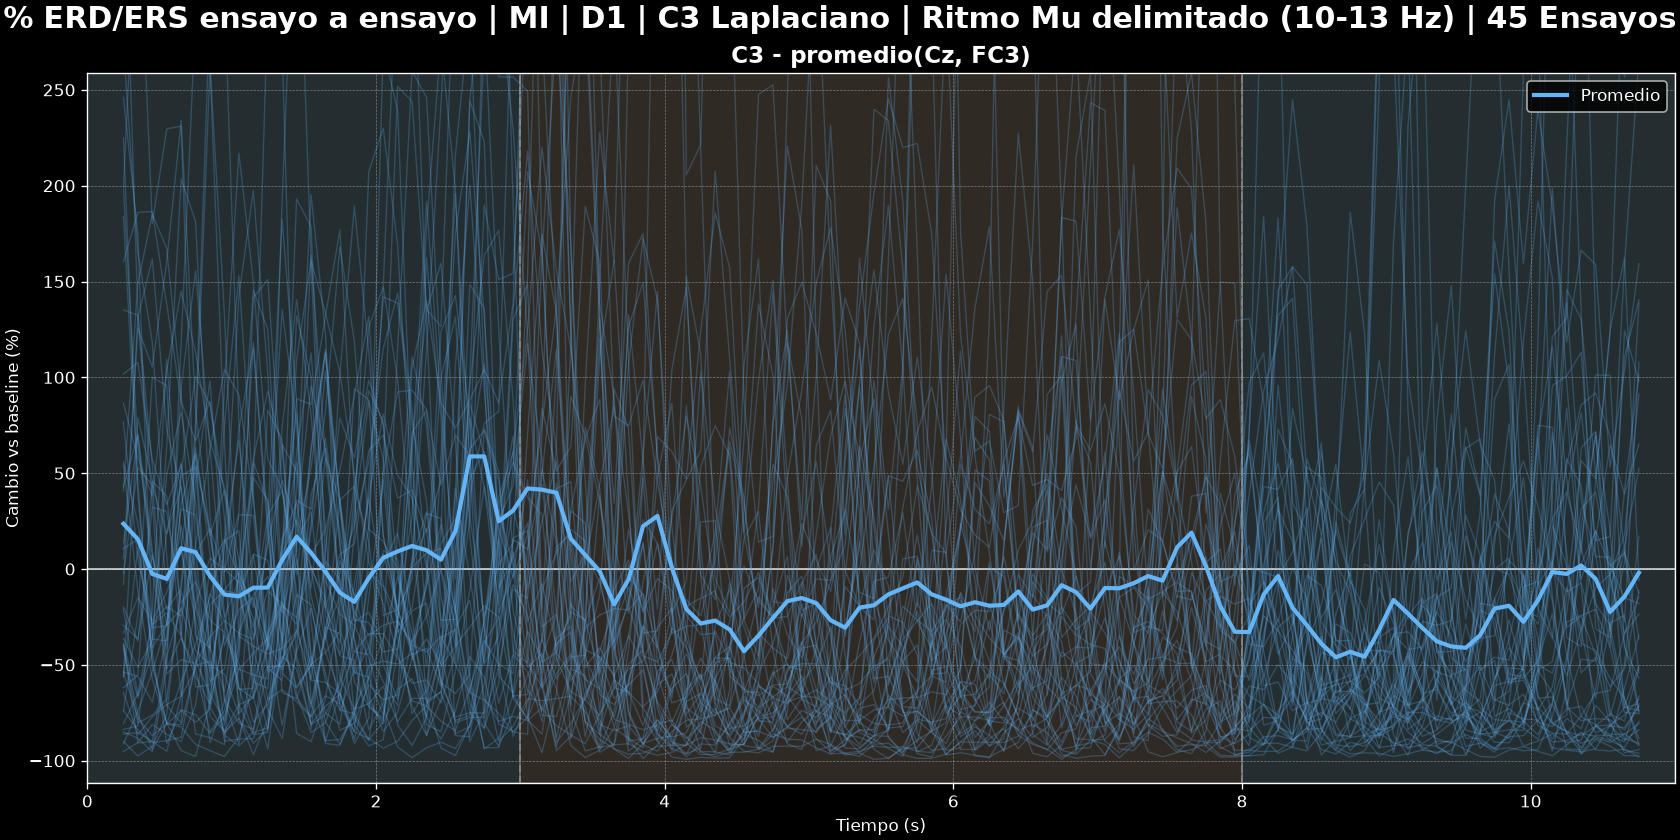 % ERD/ERS ensayo a ensayo | MI | D1 | C3 Laplaciano | Ritmo Mu delimitado (10-13 Hz) | 45 Ensayos
C3 - promedio(Cz, FC3)
Promedio
Cambio vs baseline (%)
250
200
150
100
50
0
−50
−100
0 2 4 6 8 10
Tiempo (s)